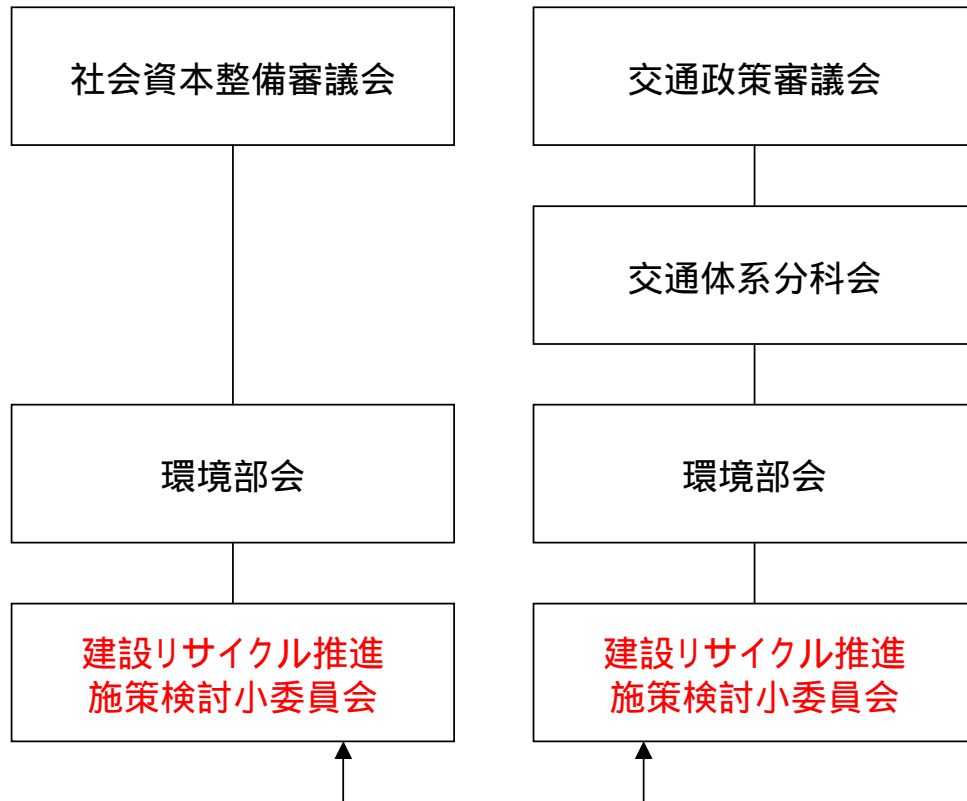 社会資本整備審議会
交通政策審議会
交通体系分科会
環境部会
環境部会
建設リサイクル推進
施策検討小委員会
建設リサイクル推進
施策検討小委員会